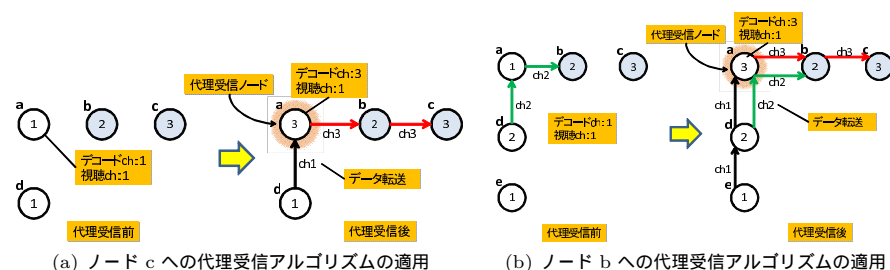 a
1
b
2
c
3
デコードch:1
視聴ch:1
d
1
代理受信前
代理受信ノード
デコードch:3
視聴ch:1
a
3
b
2
c
3
ch3
ch3
ch1
データ転送
d
1
代理受信後
(a) ノード c への代理受信アルゴリズムの適用
a
1
b
2
c
3
ch2
ch2
d
2
デコードch:1
視聴ch:1
e
1
代理受信前
代理受信ノード
デコードch:3
視聴ch:1
a
3
b
2
c
3
ch3
ch3
ch2
ch1
ch2
データ転送
d
2
ch1
e
1
代理受信後
(b) ノード b への代理受信アルゴリズムの適用